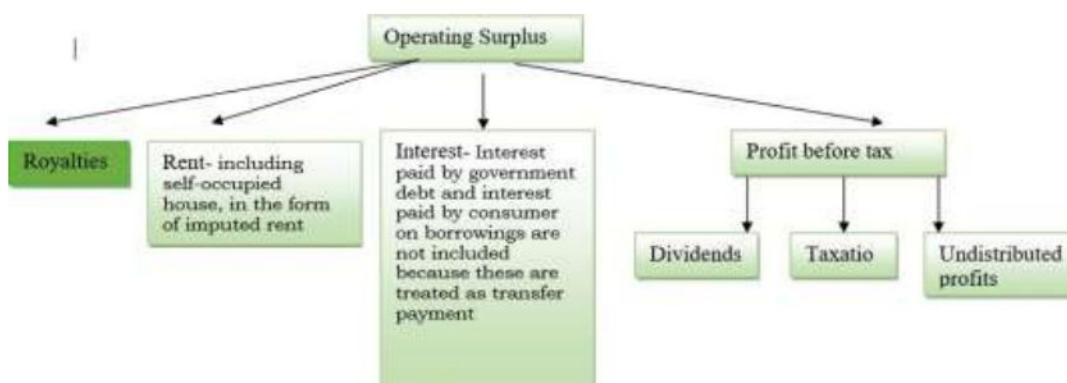 Operating Surplus
Royalties
Rent- including
self-occupied
house, in the form
of imputed rent
Interest- Interest
paid by government
debt and interest
paid by consumer
on borrowings are
not included
because these are
treated as transfer
payment
Profit before tax
Dividends
Taxatio
Undistributed
profits